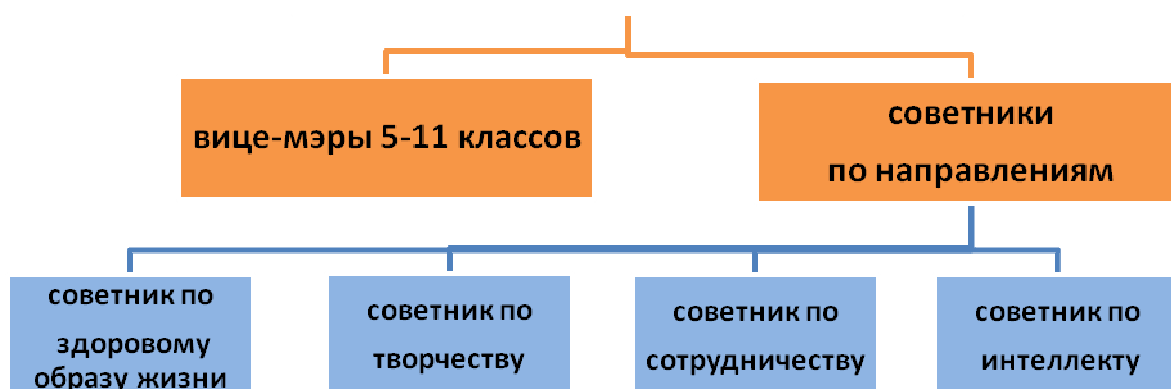 вице-мэры 5-11 классов
советники
по направлениям
советник по
здоровому
образу жизни
советник по
творчеству
советник по
сотрудничеству
советник по
интеллекту